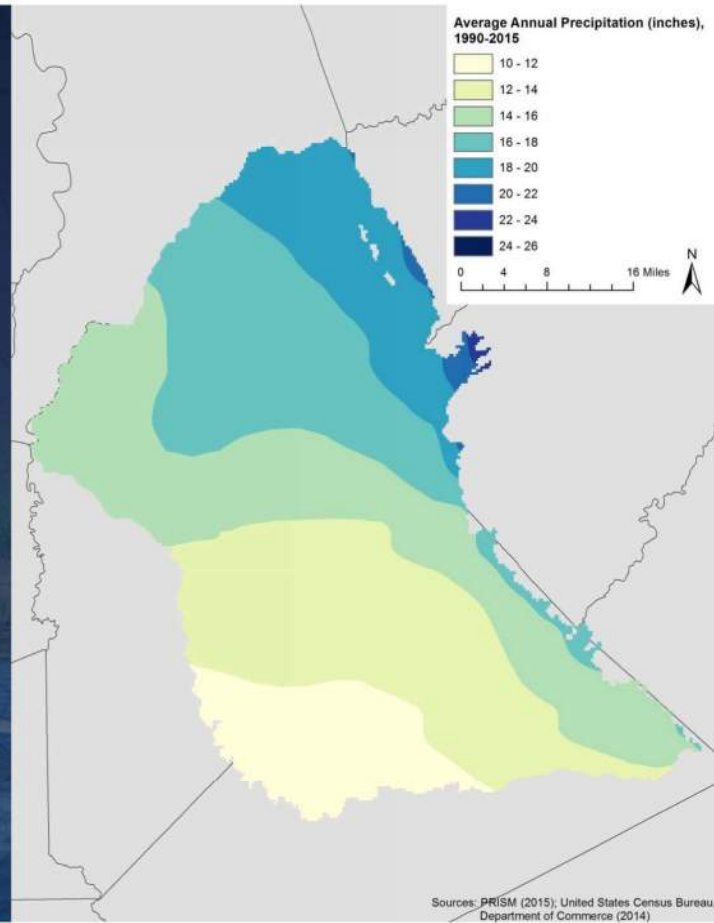 Average Annual Precipitation (inches),
1990-2015
10 - 12
12 - 14
14 - 16
16 - 18
18 - 20
20 - 22
22 - 24
24 - 26
N
0 4 8 16 Miles
Sources: PRISM (2015); United States Census Bureau,
Department of Commerce (2014)